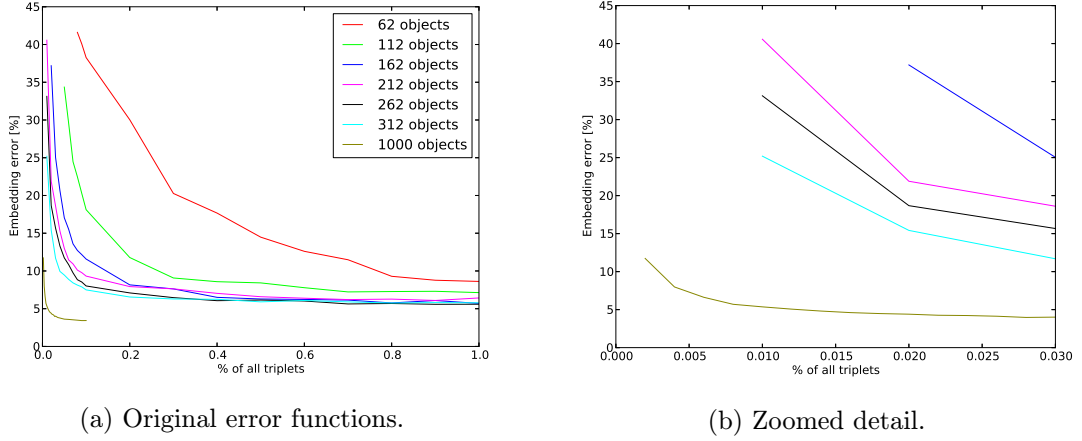 45
40
35
30
25
20
15
10
5
0
Embedding error [%]
0.0 0.2 0.4 0.6 0.8 1.0
% of all triplets
62 objects
112 objects
162 objects
212 objects
262 objects
312 objects
1000 objects
(a) Original error functions.
45
40
35
30
25
20
15
10
5
0
Embedding error [%]
0.000 0.005 0.010 0.015 0.020 0.025 0.030
% of all triplets
(b) Zoomed detail.